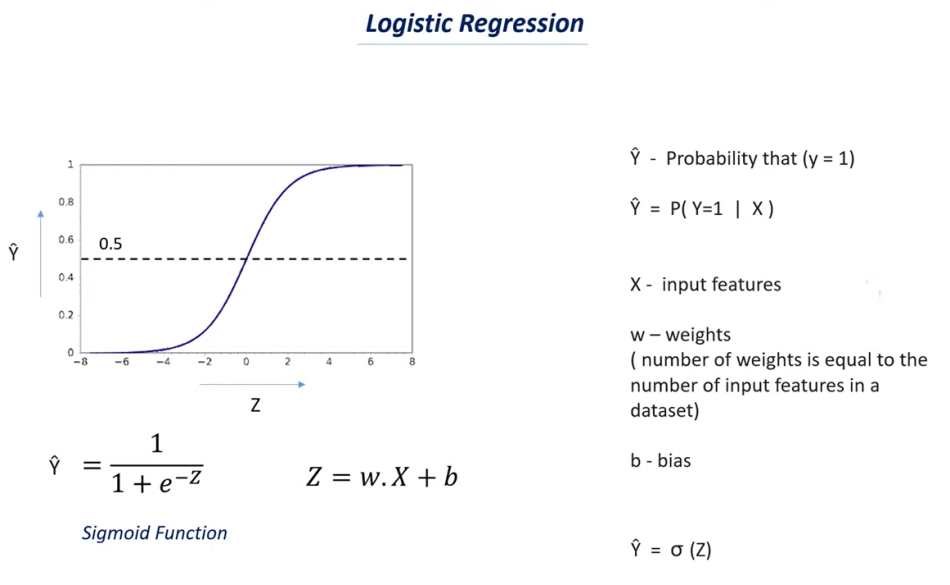 Logistic Regression
1
0.8
0.6
0.4
0.2
0
0.5
Ŷ
−8 −6 −4 −2 0 2 4 6 8
Z
Ŷ = 1 / (1 + e^−Z)
Z = w.X + b
Sigmoid Function
Ŷ - Probability that (y = 1)
Ŷ = P( Y=1 | X )
X - input features
w – weights
( number of weights is equal to the
number of input features in a
dataset)
b - bias
Ŷ = σ (Z)